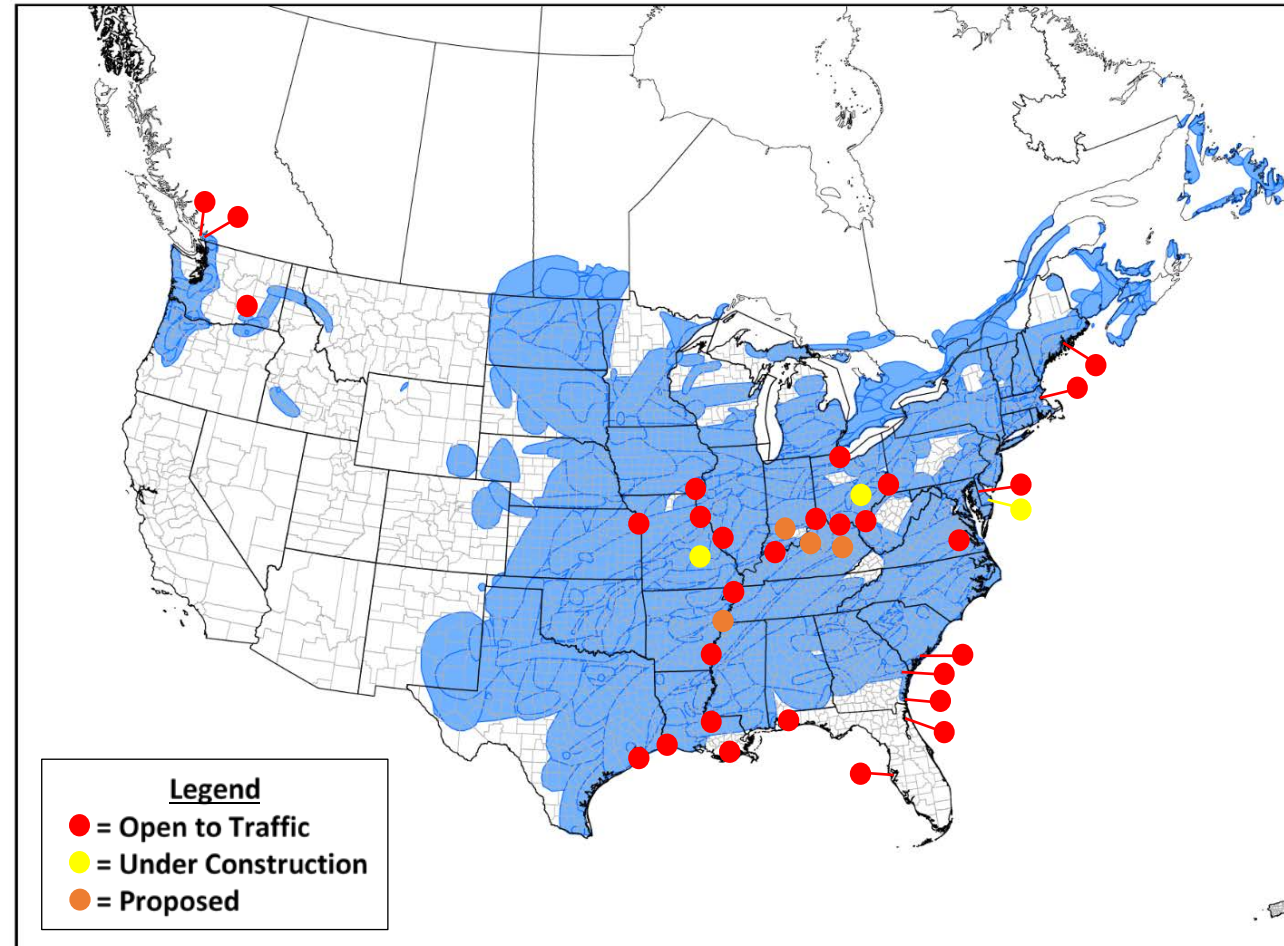 Legend
= Open to Traffic
= Under Construction
= Proposed